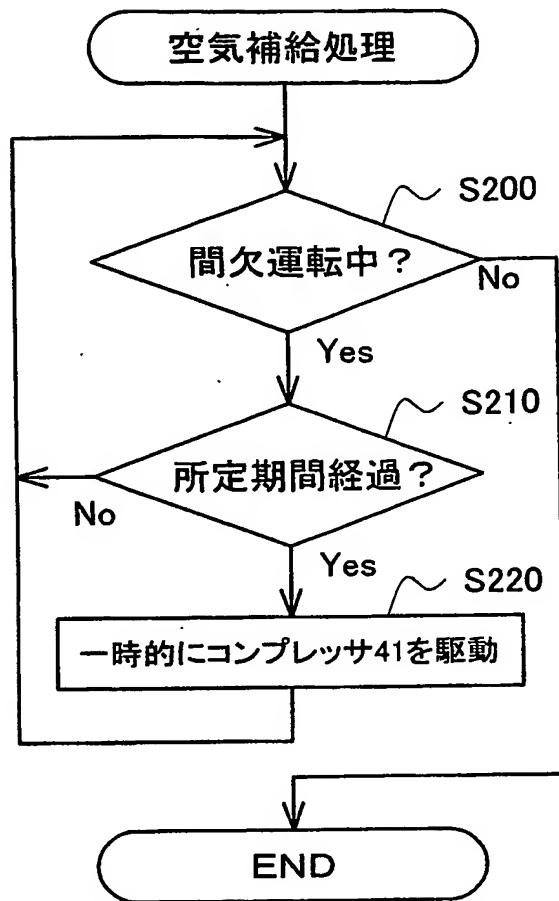 空気補給処理
S200
間欠運転中？
No
Yes
S210
所定期間経過？
No
Yes
S220
一時的にコンプレッサ41を駆動
END